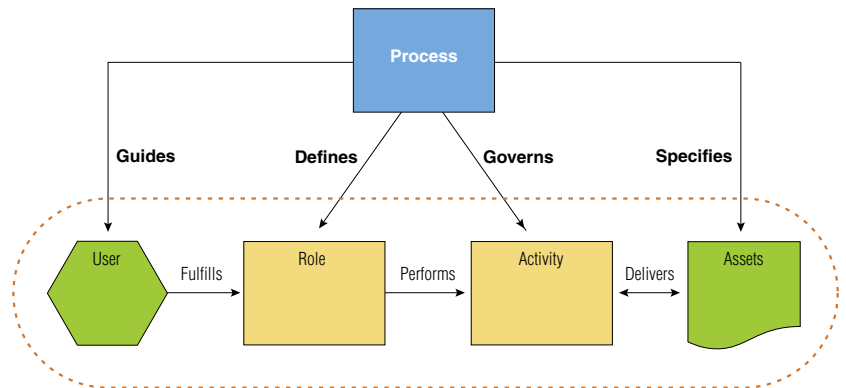 Process
Guides
Defines
Governs
Specifies
User
Fulfills
Role
Performs
Activity
Delivers
Assets